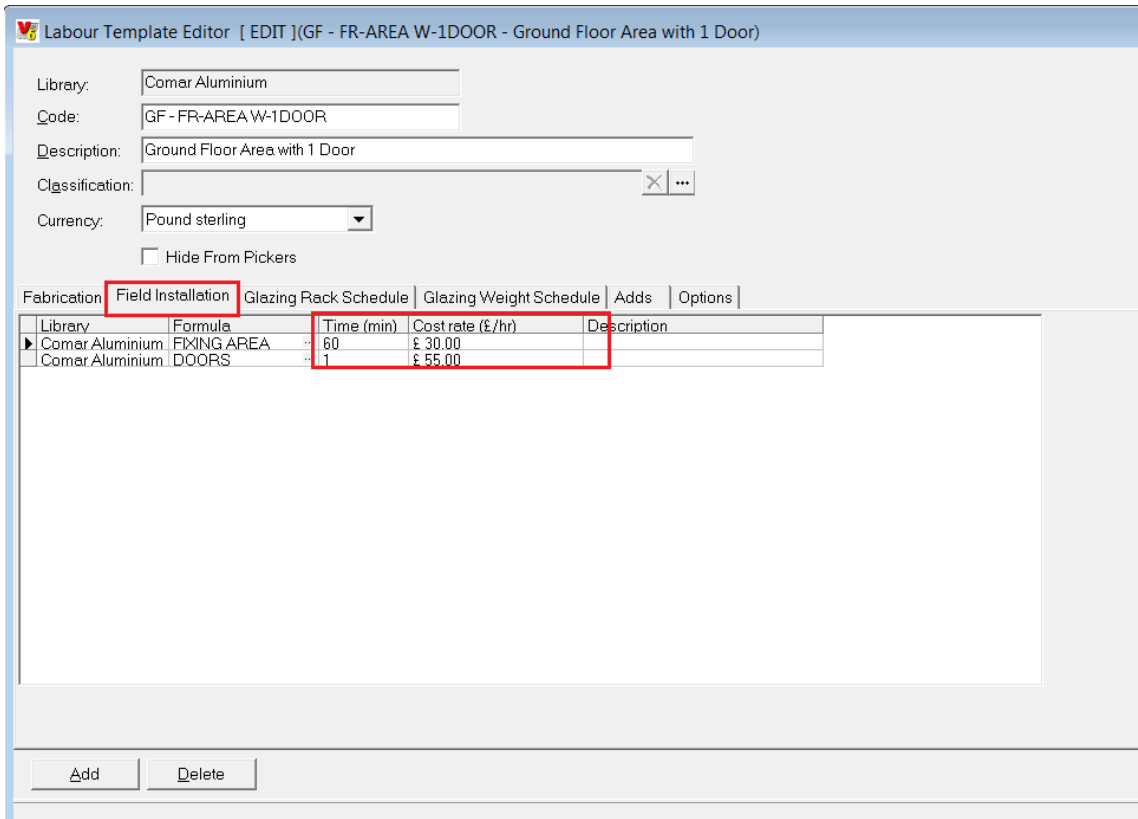 Labour Template Editor [ EDIT ](GF - FR-AREA W-1DOOR - Ground Floor Area with 1 Door)
Library: Comar Aluminium
Code: GF - FR-AREA W-1DOOR
Description: Ground Floor Area with 1 Door
Classification: ...
Currency: Pound sterling
Hide From Pickers
Fabrication Field Installation Glazing Rack Schedule Glazing Weight Schedule Adds Options
Library Formula Time (min) Cost rate (£/hr) Description
Comar Aluminium FIXING AREA 60 £ 30.00
Comar Aluminium DOORS 1 £ 55.00
Add Delete